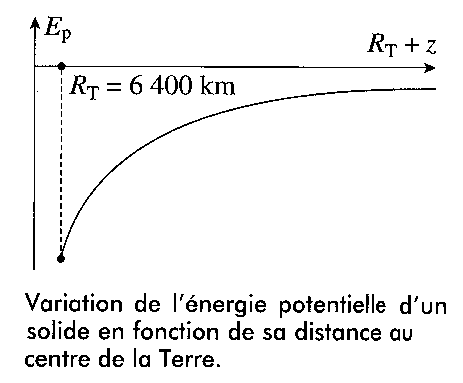 Eₚ
R_T + z
R_T = 6 400 km
Variation de l'énergie potentielle d'un
solide en fonction de sa distance au
centre de la Terre.